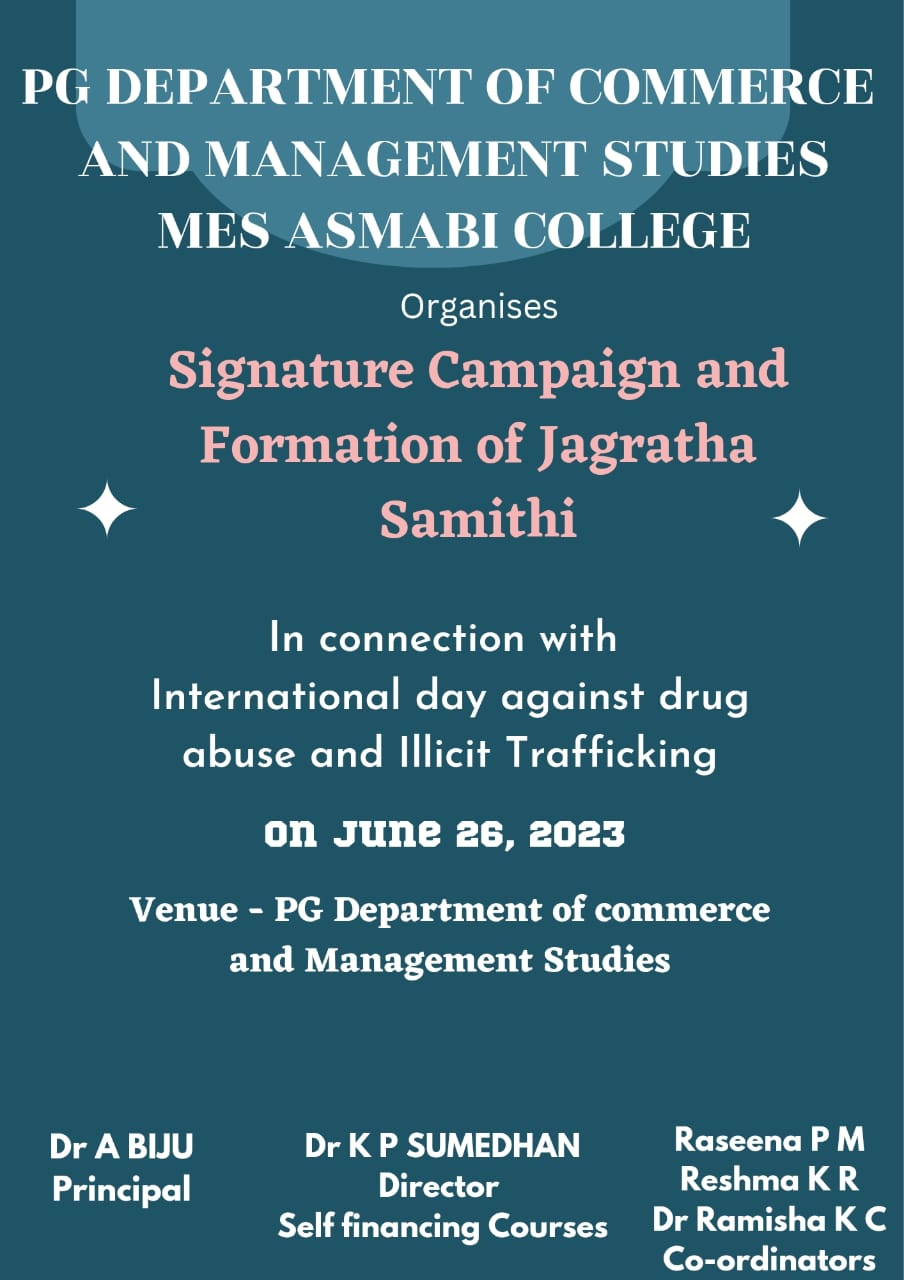 PG DEPARTMENT OF COMMERCE
AND MANAGEMENT STUDIES
MES ASMABI COLLEGE
Organises
Signature Campaign and
Formation of Jagratha
Samithi
In connection with
International day against drug
abuse and Illicit Trafficking
on June 26, 2023
Venue - PG Department of commerce
and Management Studies
Dr A BIJU
Principal
Dr K P SUMEDHAN
Director
Self financing Courses
Raseena P M
Reshma K R
Dr Ramisha K C
Co-ordinators